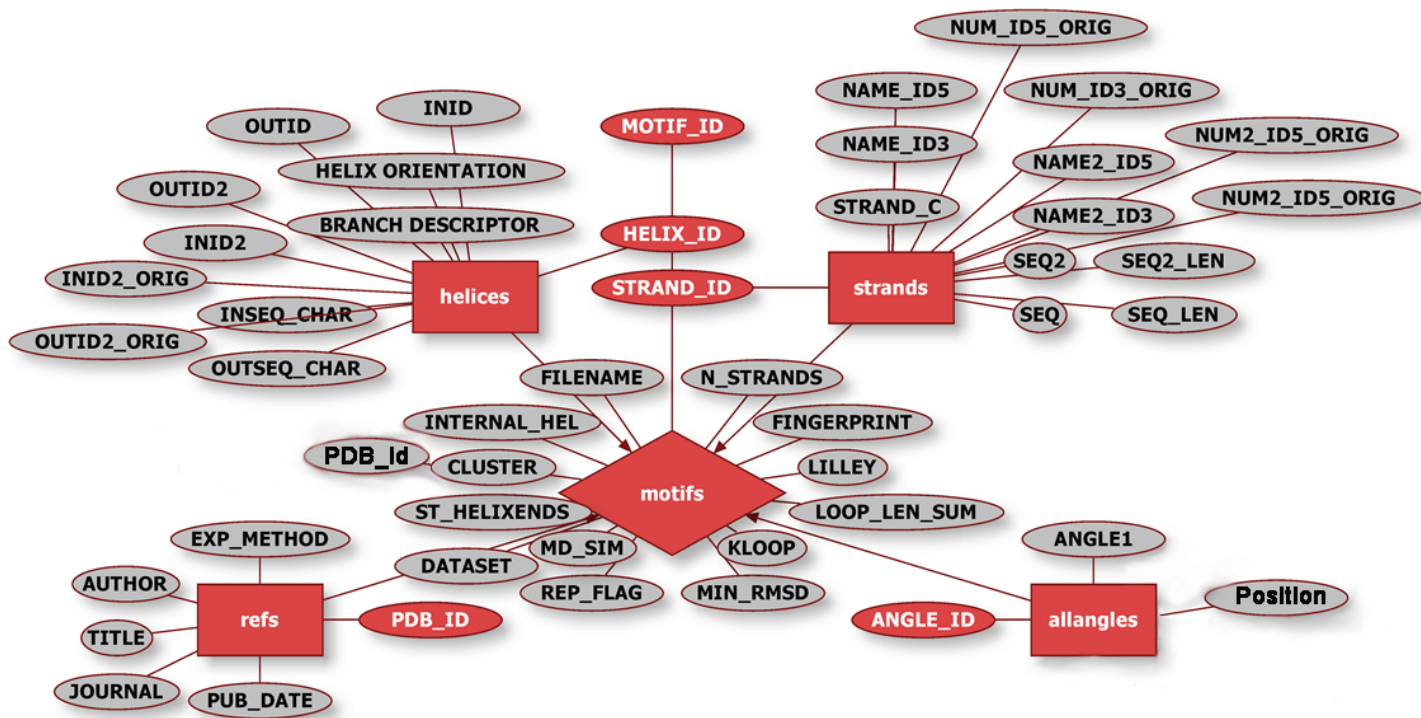 NUM_ID5_ORIG
NAME_ID5
NUM_ID3_ORIG
INID
OUTID
MOTIF_ID
NAME_ID3
NUM2_ID5_ORIG
HELIX ORIENTATION
NAME2_ID5
OUTID2
STRAND_C
NUM2_ID5_ORIG
BRANCH DESCRIPTOR
NAME2_ID3
HELIX_ID
INID2
SEQ2
SEQ2_LEN
INID2_ORIG
STRAND_ID
helices
strands
INSEQ_CHAR
SEQ
SEQ_LEN
OUTID2_ORIG
OUTSEQ_CHAR
FILENAME
N_STRANDS
INTERNAL_HEL
FINGERPRINT
PDB_Id
CLUSTER
LILLEY
motifs
ST_HELIXENDS
LOOP_LEN_SUM
EXP_METHOD
MD_SIM
KLOOP
ANGLE1
DATASET
AUTHOR
REP_FLAG
MIN_RMSD
Position
refs
PDB_ID
ANGLE_ID
allangles
TITLE
JOURNAL
PUB_DATE